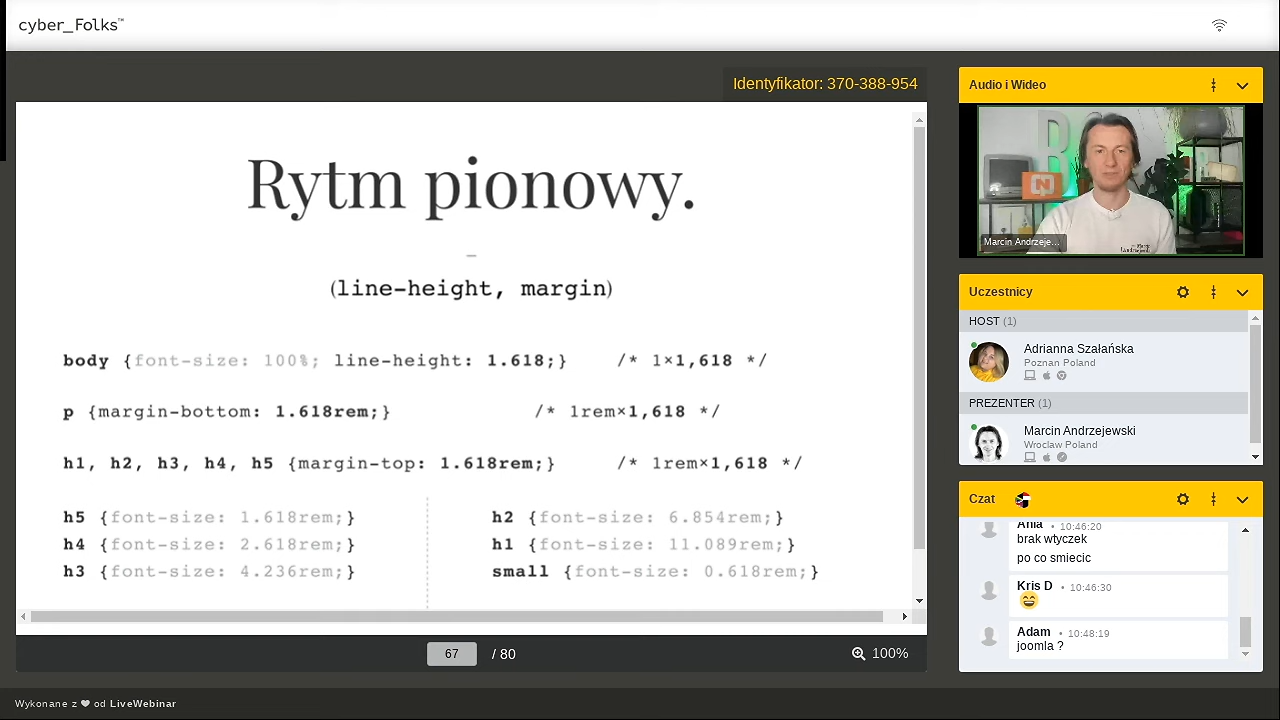 cyber_Folks™
Identyfikator: 370-388-954
Rytm pionowy.
–
(line-height, margin)
body {font-size: 100%; line-height: 1.618;} /* 1×1,618 */
p {margin-bottom: 1.618rem;} /* 1rem×1,618 */
h1, h2, h3, h4, h5 {margin-top: 1.618rem;} /* 1rem×1,618 */
h5 {font-size: 1.618rem;}
h4 {font-size: 2.618rem;}
h3 {font-size: 4.236rem;}
h2 {font-size: 6.854rem;}
h1 {font-size: 11.089rem;}
small {font-size: 0.618rem;}
67 / 80
100%
Audio i Wideo
Marcin Andrzeje...
Uczestnicy
HOST (1)
Adrianna Szałańska
Poznan Poland
PREZENTER (1)
Marcin Andrzejewski
Wroclaw Poland
Czat
Ania • 10:46:20
brak wtyczek
po co smiecic
Kris D • 10:46:30
😄
Adam • 10:48:19
joomla ?
Wykonane z ♥ od LiveWebinar